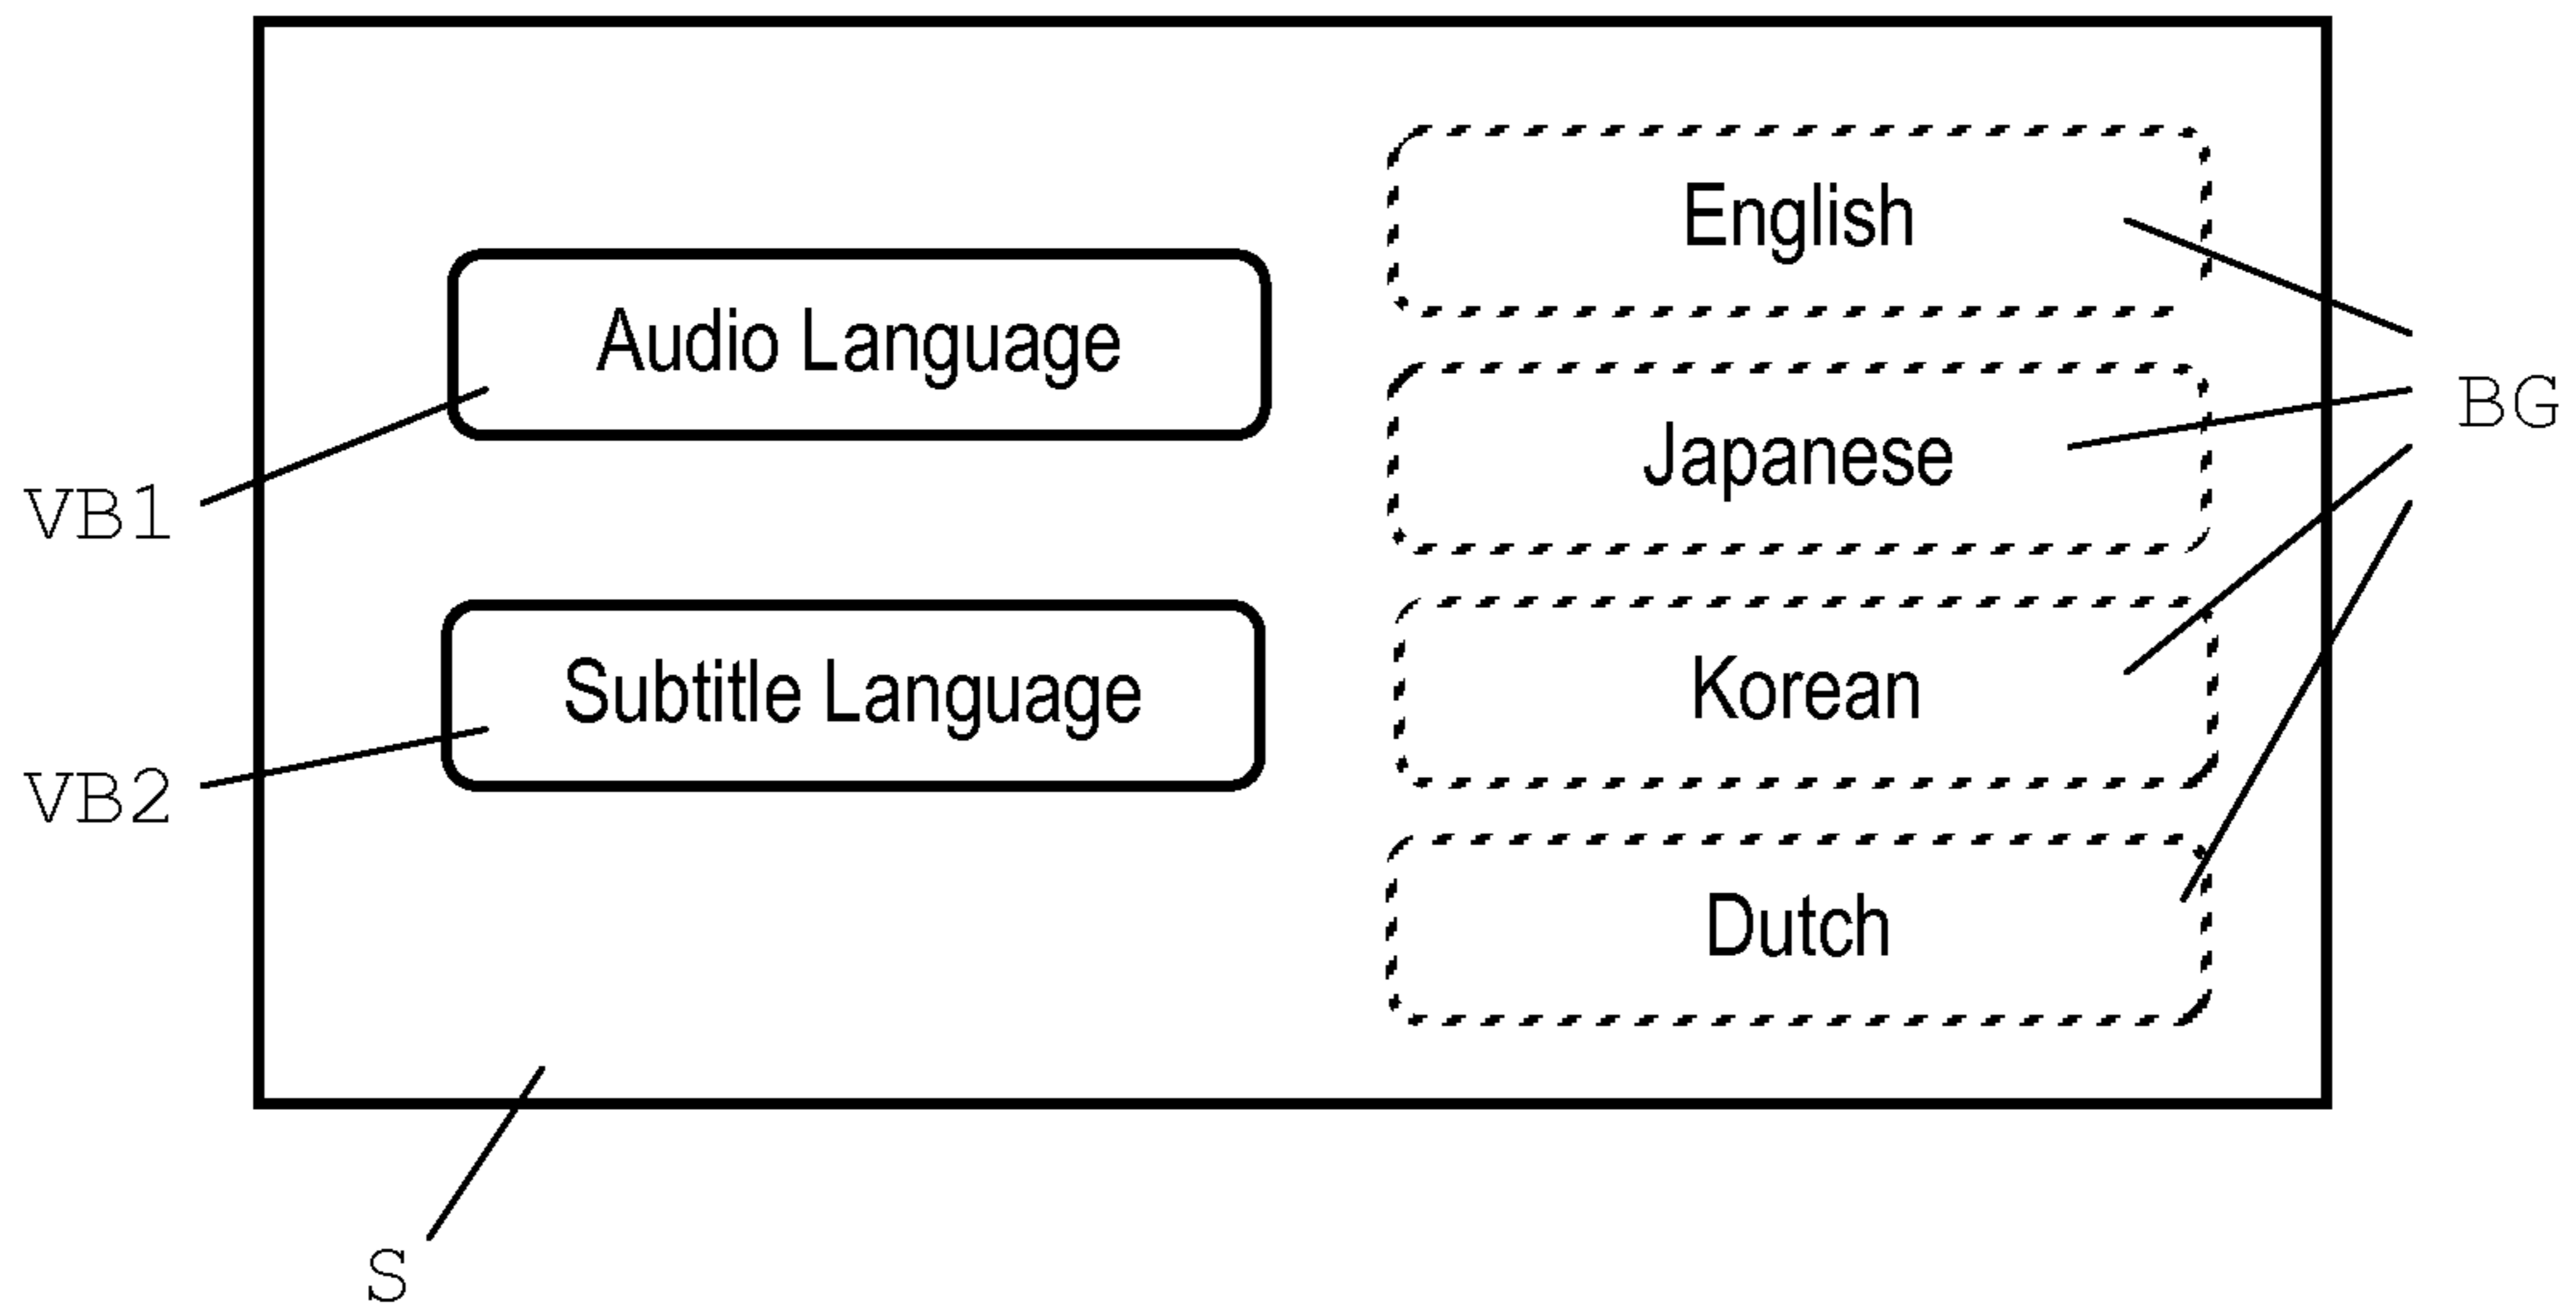 English
Audio Language
BG
Japanese
VB1
Subtitle Language
Korean
VB2
Dutch
S